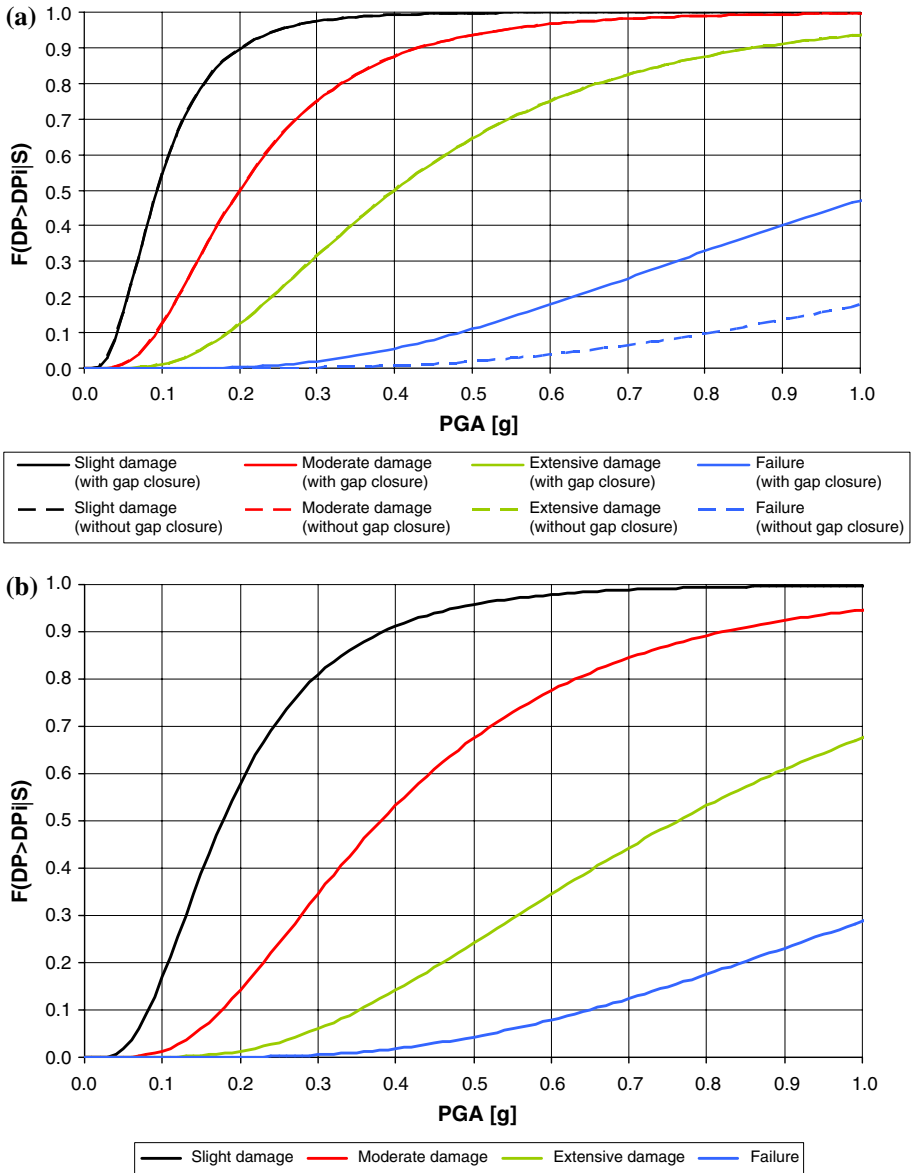 (a)
1.0
0.9
0.8
0.7
0.6
0.5
0.4
0.3
0.2
0.1
0.0
F(DP>DPi|S)
0.0 0.1 0.2 0.3 0.4 0.5 0.6 0.7 0.8 0.9 1.0
PGA [g]
Slight damage Moderate damage Extensive damage Failure
(with gap closure) (with gap closure) (with gap closure) (with gap closure)
Slight damage Moderate damage Extensive damage Failure
(without gap closure) (without gap closure) (without gap closure) (without gap closure)
(b)
1.0
0.9
0.8
0.7
0.6
0.5
0.4
0.3
0.2
0.1
0.0
F(DP>DPi|S)
0.0 0.1 0.2 0.3 0.4 0.5 0.6 0.7 0.8 0.9 1.0
PGA [g]
Slight damage Moderate damage Extensive damage Failure